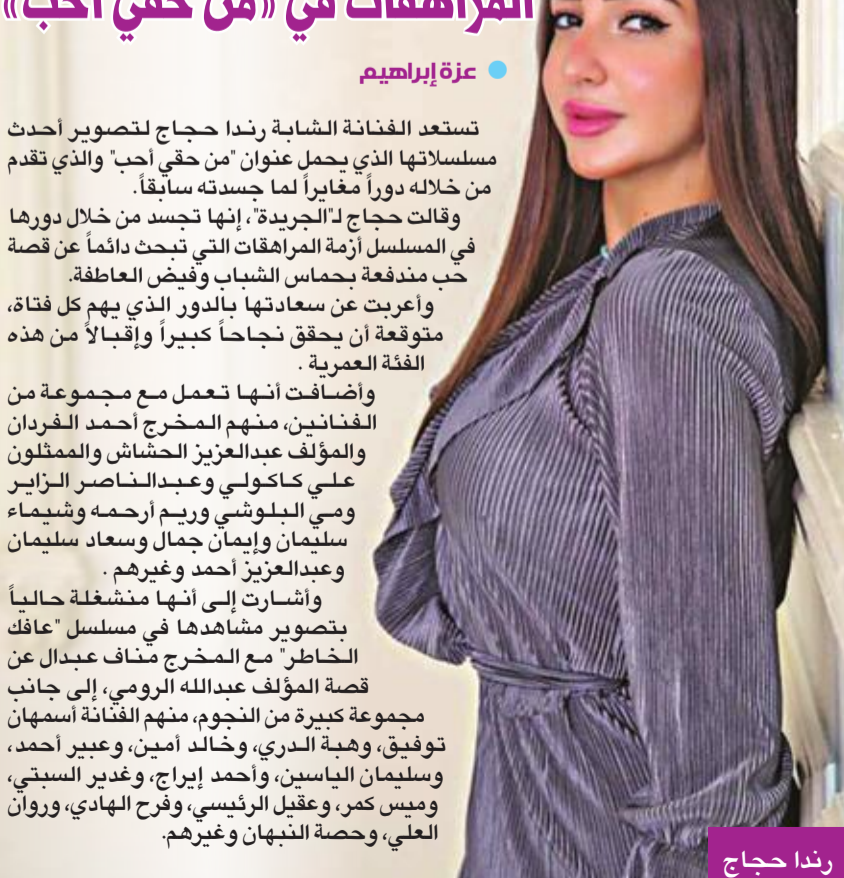 المراهقات في «من حقي أحب»
عزة إبراهيم
تستعد الفنانة الشابة رندا حجاج لتصوير أحدث
مسلسلاتها الذي يحمل عنوان "من حقي أحب" والذي تقدم
من خلاله دوراً مغايراً لما جسدته سابقاً.
وقالت حجاج لـ"الجريدة"، إنها تجسد من خلال دورها
في المسلسل أزمة المراهقات التي تبحث دائماً عن قصة
حب مندفعة بحماس الشباب وفيض العاطفة.
وأعربت عن سعادتها بالدور الذي يهم كل فتاة،
متوقعة أن يحقق نجاحاً كبيراً وإقبالاً من هذه
الفئة العمرية .
وأضافت أنها تعمل مع مجموعة من
الفنانين، منهم المخرج أحمد الفردان
والمؤلف عبدالعزيز الحشاش والممثلون
علي كاكولي وعبدالناصر الزاير
ومي البلوشي وريم أرحمه وشيماء
سليمان وإيمان جمال وسعاد سليمان
وعبدالعزيز أحمد وغيرهم .
وأشارت إلى أنها منشغلة حالياً
بتصوير مشاهدها في مسلسل "عافك
الخاطر" مع المخرج مناف عبدال عن
قصة المؤلف عبدالله الرومي، إلى جانب
مجموعة كبيرة من النجوم، منهم الفنانة أسمهان
توفيق، وهبة الدري، وخالد أمين، وعبير أحمد،
وسليمان الياسين، وأحمد إيراج، وغدير السبتي،
وميس كمر، وعقيل الرئيسي، وفرح الهادي، وروان
العلي، وحصة النبهان وغيرهم.
رندا حجاج